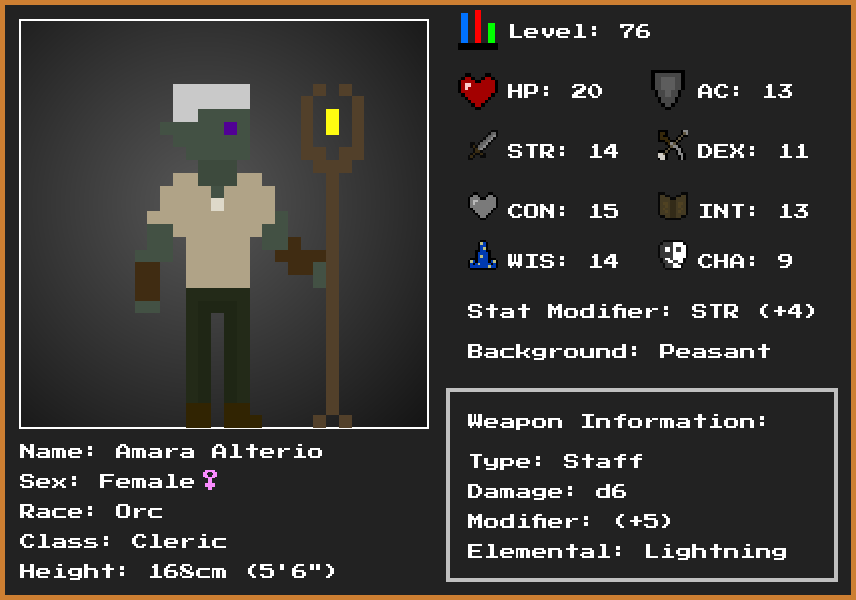 Level: 76
HP: 20
AC: 13
STR: 14
DEX: 11
CON: 15
INT: 13
WIS: 14
CHA: 9
Stat Modifier: STR (+4)
Background: Peasant
Weapon Information:
Type: Staff
Damage: d6
Modifier: (+5)
Elemental: Lightning
Name: Amara Alterio
Sex: Female♀
Race: Orc
Class: Cleric
Height: 168cm (5'6")